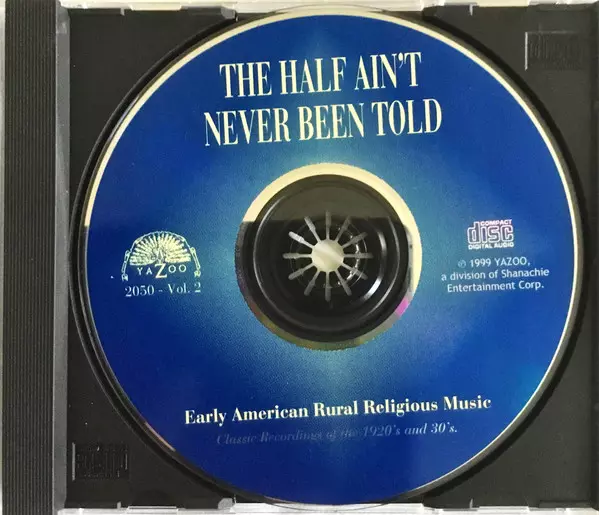 THE HALF AIN'T
NEVER BEEN TOLD
YAZOO
2050 - Vol. 2
COMPACT
disc
DIGITAL AUDIO
© 1999 YAZOO,
a division of Shanachie
Entertainment Corp.
Early American Rural Religious Music
Classic Recordings of the 1920's and 30's.